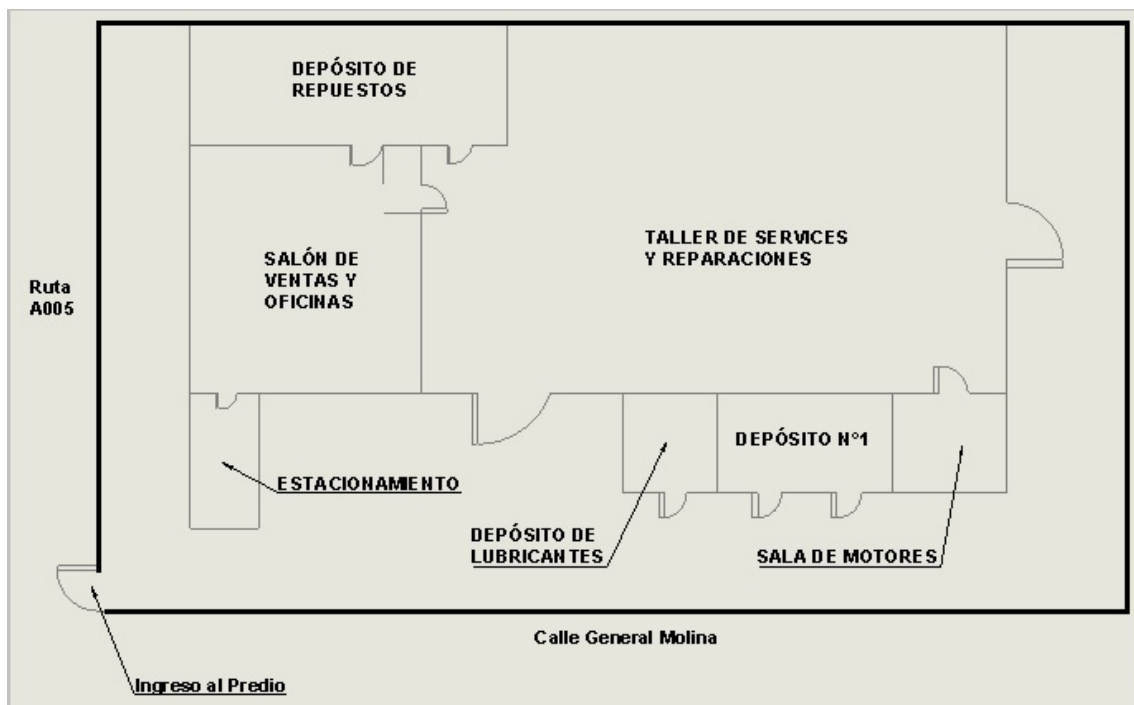 DEPÓSITO DE
REPUESTOS
TALLER DE SERVICES
Y REPARACIONES
SALÓN DE
VENTAS Y
OFICINAS
Ruta
A005
DEPÓSITO Nº1
ESTACIONAMIENTO
DEPÓSITO DE
LUBRICANTES
SALA DE MOTORES
Calle General Molina
Ingreso al Predio